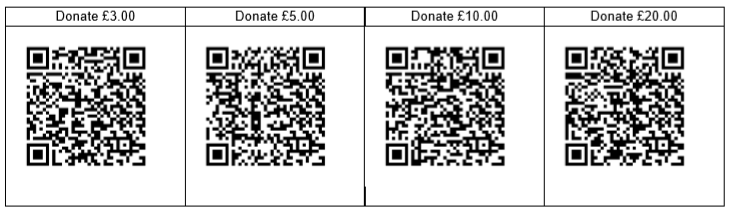 Donate £3.00
Donate £5.00
Donate £10.00
Donate £20.00